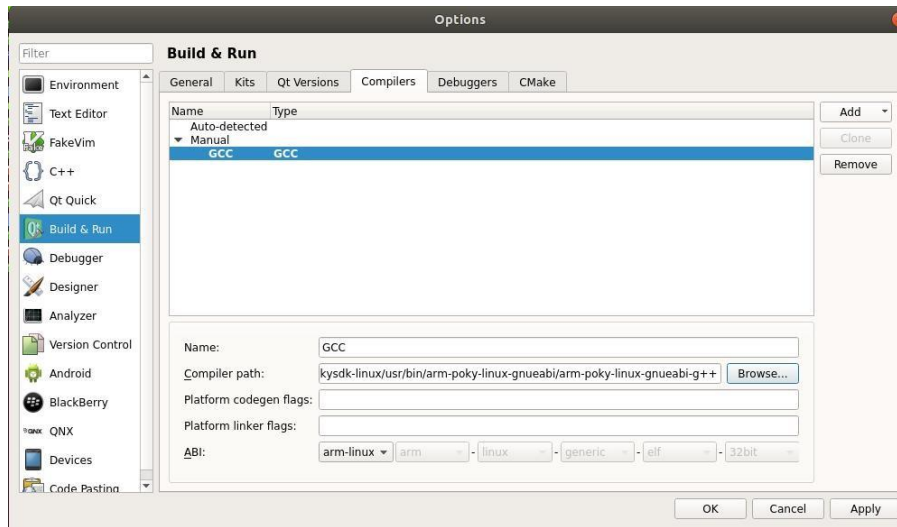 Options
Filter
Environment
Text Editor
FakeVim
C++
Qt Quick
Build & Run
Debugger
Designer
Analyzer
Version Control
Android
BlackBerry
QNX
Devices
Code Pasting
Build & Run
General Kits Qt Versions Compilers Debuggers CMake
Name Type
Auto-detected
Manual
GCC GCC
Add
Clone
Remove
Name: GCC
Compiler path: kysdk-linux/usr/bin/arm-poky-linux-gnueabi/arm-poky-linux-gnueabi-g++ Browse...
Platform codegen flags:
Platform linker flags:
ABI: arm-linux arm - linux - generic - elf - 32bit
OK Cancel Apply